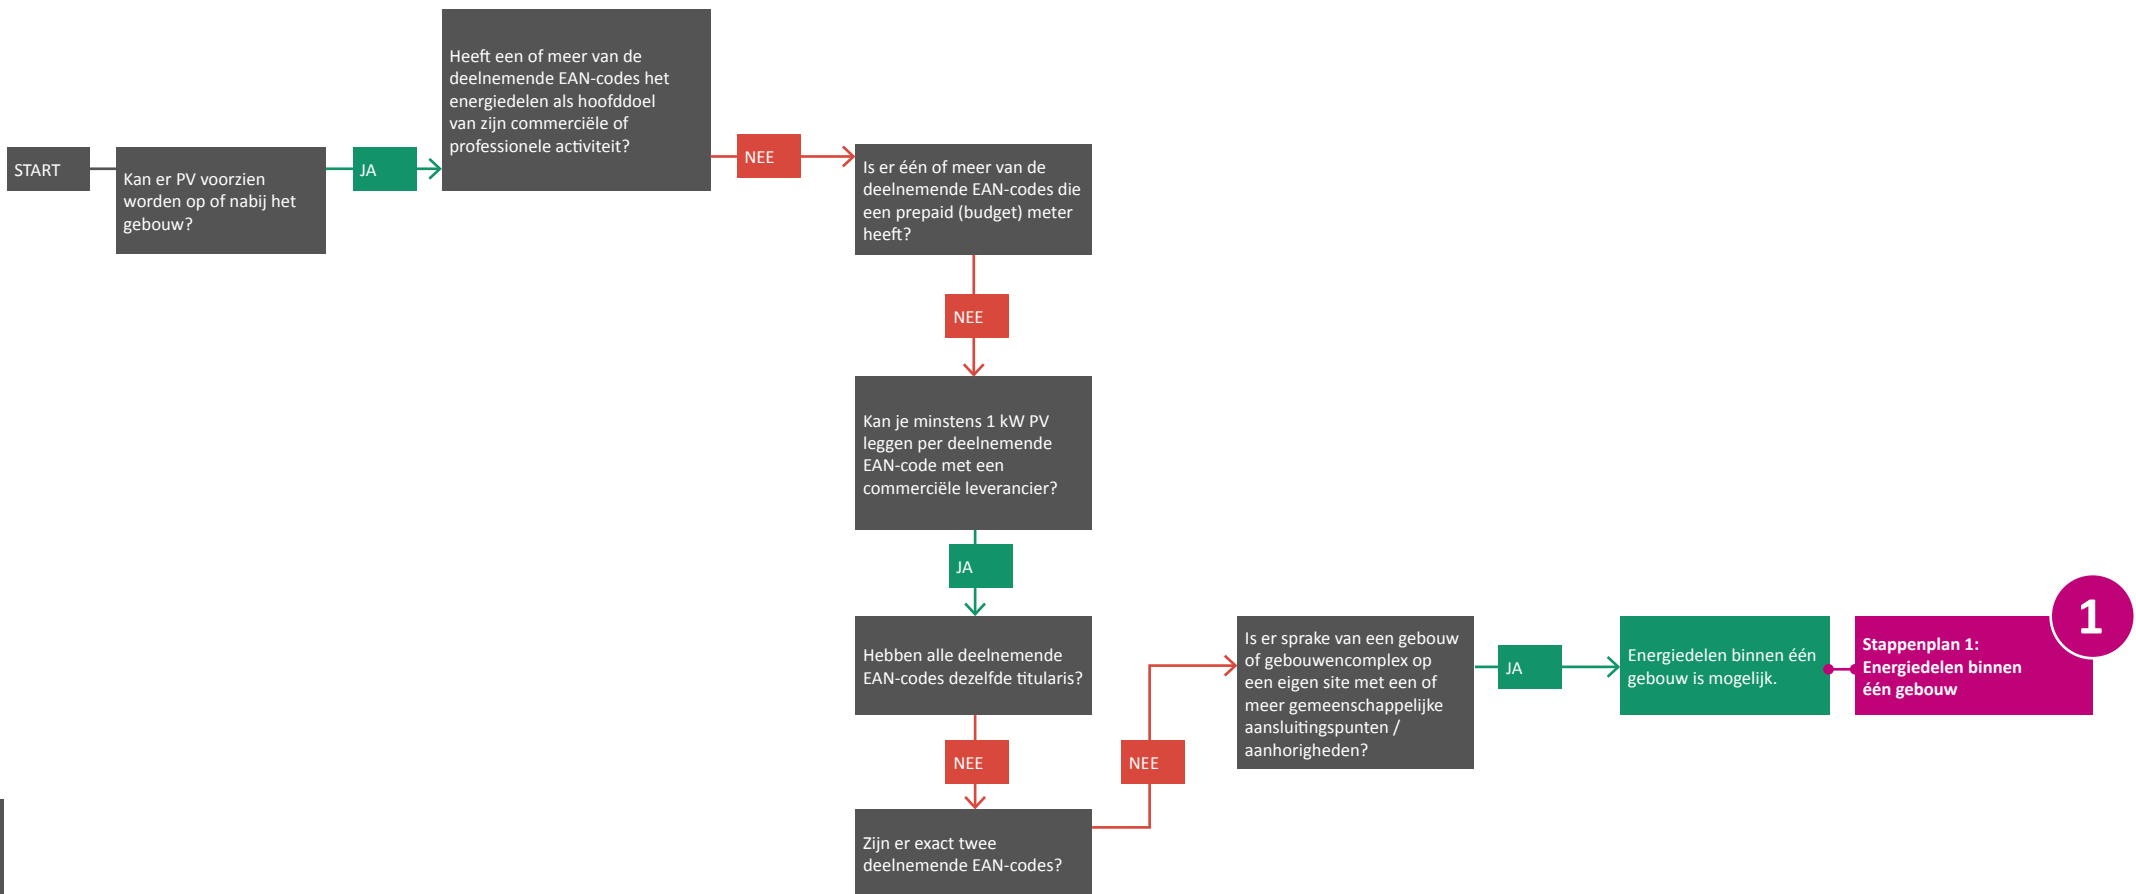 START
Kan er PV voorzien
worden op of nabij het
gebouw?
JA
Heeft een of meer van de
deelnemende EAN-codes het
energiedelen als hoofddoel
van zijn commerciële of
professionele activiteit?
NEE
Is er één of meer van de
deelnemende EAN-codes die
een prepaid (budget) meter
heeft?
NEE
Kan je minstens 1 kW PV
leggen per deelnemende
EAN-code met een
commerciële leverancier?
JA
Hebben alle deelnemende
EAN-codes dezelfde titularis?
NEE
Zijn er exact twee
deelnemende EAN-codes?
NEE
Is er sprake van een gebouw
of gebouwencomplex op
een eigen site met een of
meer gemeenschappelijke
aansluitingspunten /
aanhorigheden?
JA
Energiedelen binnen één
gebouw is mogelijk.
1
Stappenplan 1:
Energiedelen binnen
één gebouw